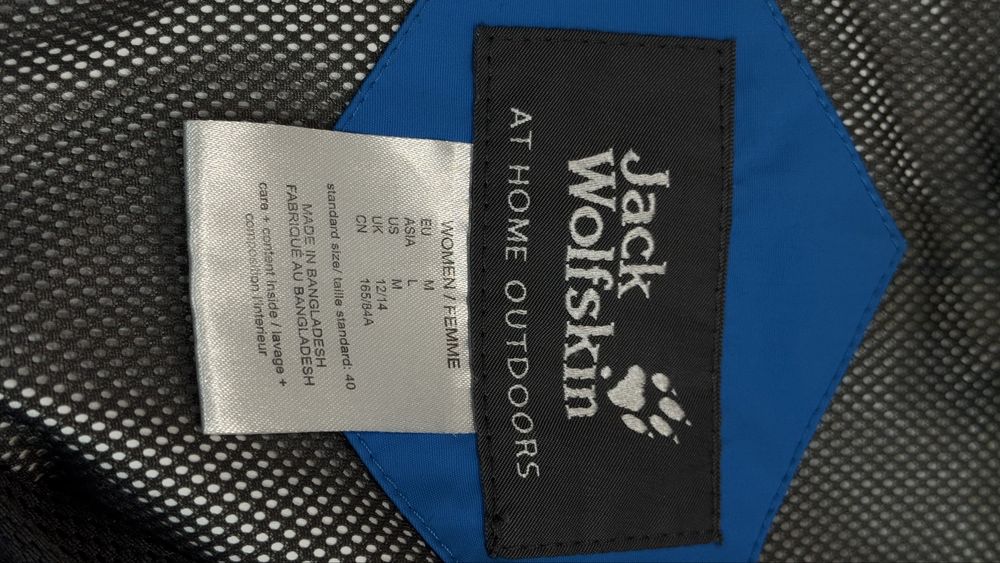 Jack
Wolfskin
AT HOME OUTDOORS
WOMEN / FEMME
EU M
ASIA L
US M
UK 12/14
CN 165/84A
standard size/ taille standard: 40
MADE IN BANGLADESH
FABRIQUÉ AU BANGLADESH
care + content inside / lavage +
composition l'interieur